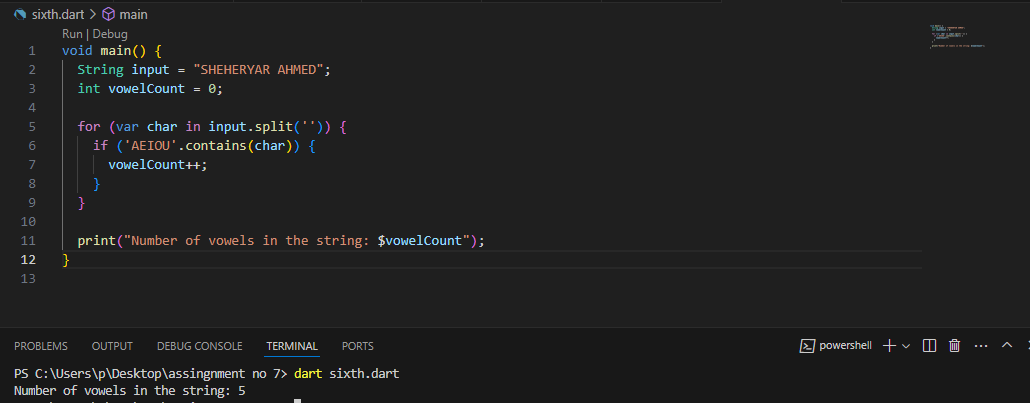 sixth.dart > main
Run | Debug
1 void main() {
2   String input = "SHEHERYAR AHMED";
3   int vowelCount = 0;
4
5   for (var char in input.split('')) {
6     if ('AEIOU'.contains(char)) {
7       vowelCount++;
8     }
9   }
10
11   print("Number of vowels in the string: $vowelCount");
12 }
13
PROBLEMS OUTPUT DEBUG CONSOLE TERMINAL PORTS powershell
PS C:\Users\p\Desktop\assingnment no 7> dart sixth.dart
Number of vowels in the string: 5